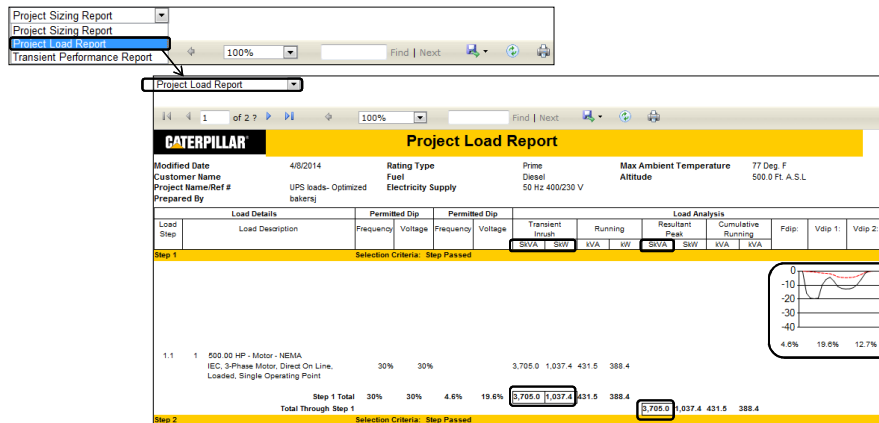 Project Sizing Report
Project Sizing Report
Project Load Report
Transient Performance Report
100%
Find | Next
Project Load Report
1 of 2 ? 100% Find | Next
CATERPILLAR® Project Load Report
Modified Date 4/8/2014 Rating Type Prime Max Ambient Temperature 77 Deg. F
Customer Name Fuel Diesel Altitude 500.0 Ft. A.S.L
Project Name/Ref # UPS loads- Optimized Electricity Supply 50 Hz 400/230 V
Prepared By bakersj
Load Details Permitted Dip Permitted Dip Load Analysis
Load Step Load Description Frequency Voltage Frequency Voltage Transient Inrush Running Resultant Peak Cumulative Running Fdip: Vdip 1: Vdip 2:
SkVA SkW kVA kW SkVA SkW kVA kVA
Step 1 Selection Criteria: Step Passed
0
-10
-20
-30
-40
4.6% 19.6% 12.7%
1.1 1 500.00 HP - Motor - NEMA
IEC, 3-Phase Motor, Direct On Line, 30% 30% 3,705.0 1,037.4 431.5 388.4
Loaded, Single Operating Point
Step 1 Total 30% 30% 4.6% 19.6% 3,705.0 1,037.4 431.5 388.4
Total Through Step 1 3,705.0 1,037.4 431.5 388.4
Step 2 Selection Criteria: Step Passed